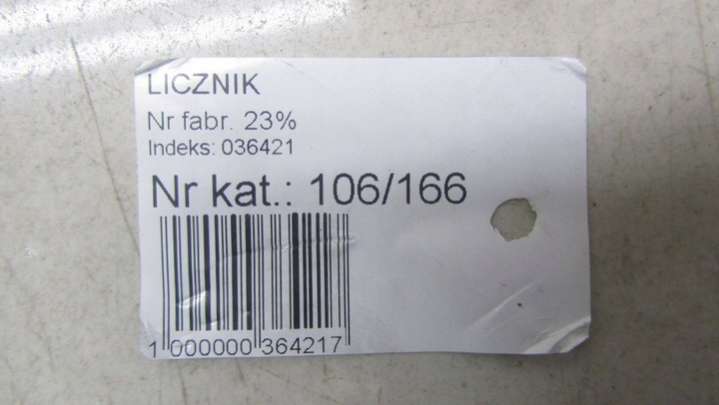 LICZNIK
Nr fabr. 23%
Indeks: 036421
Nr kat.: 106/166
1 000000 364217